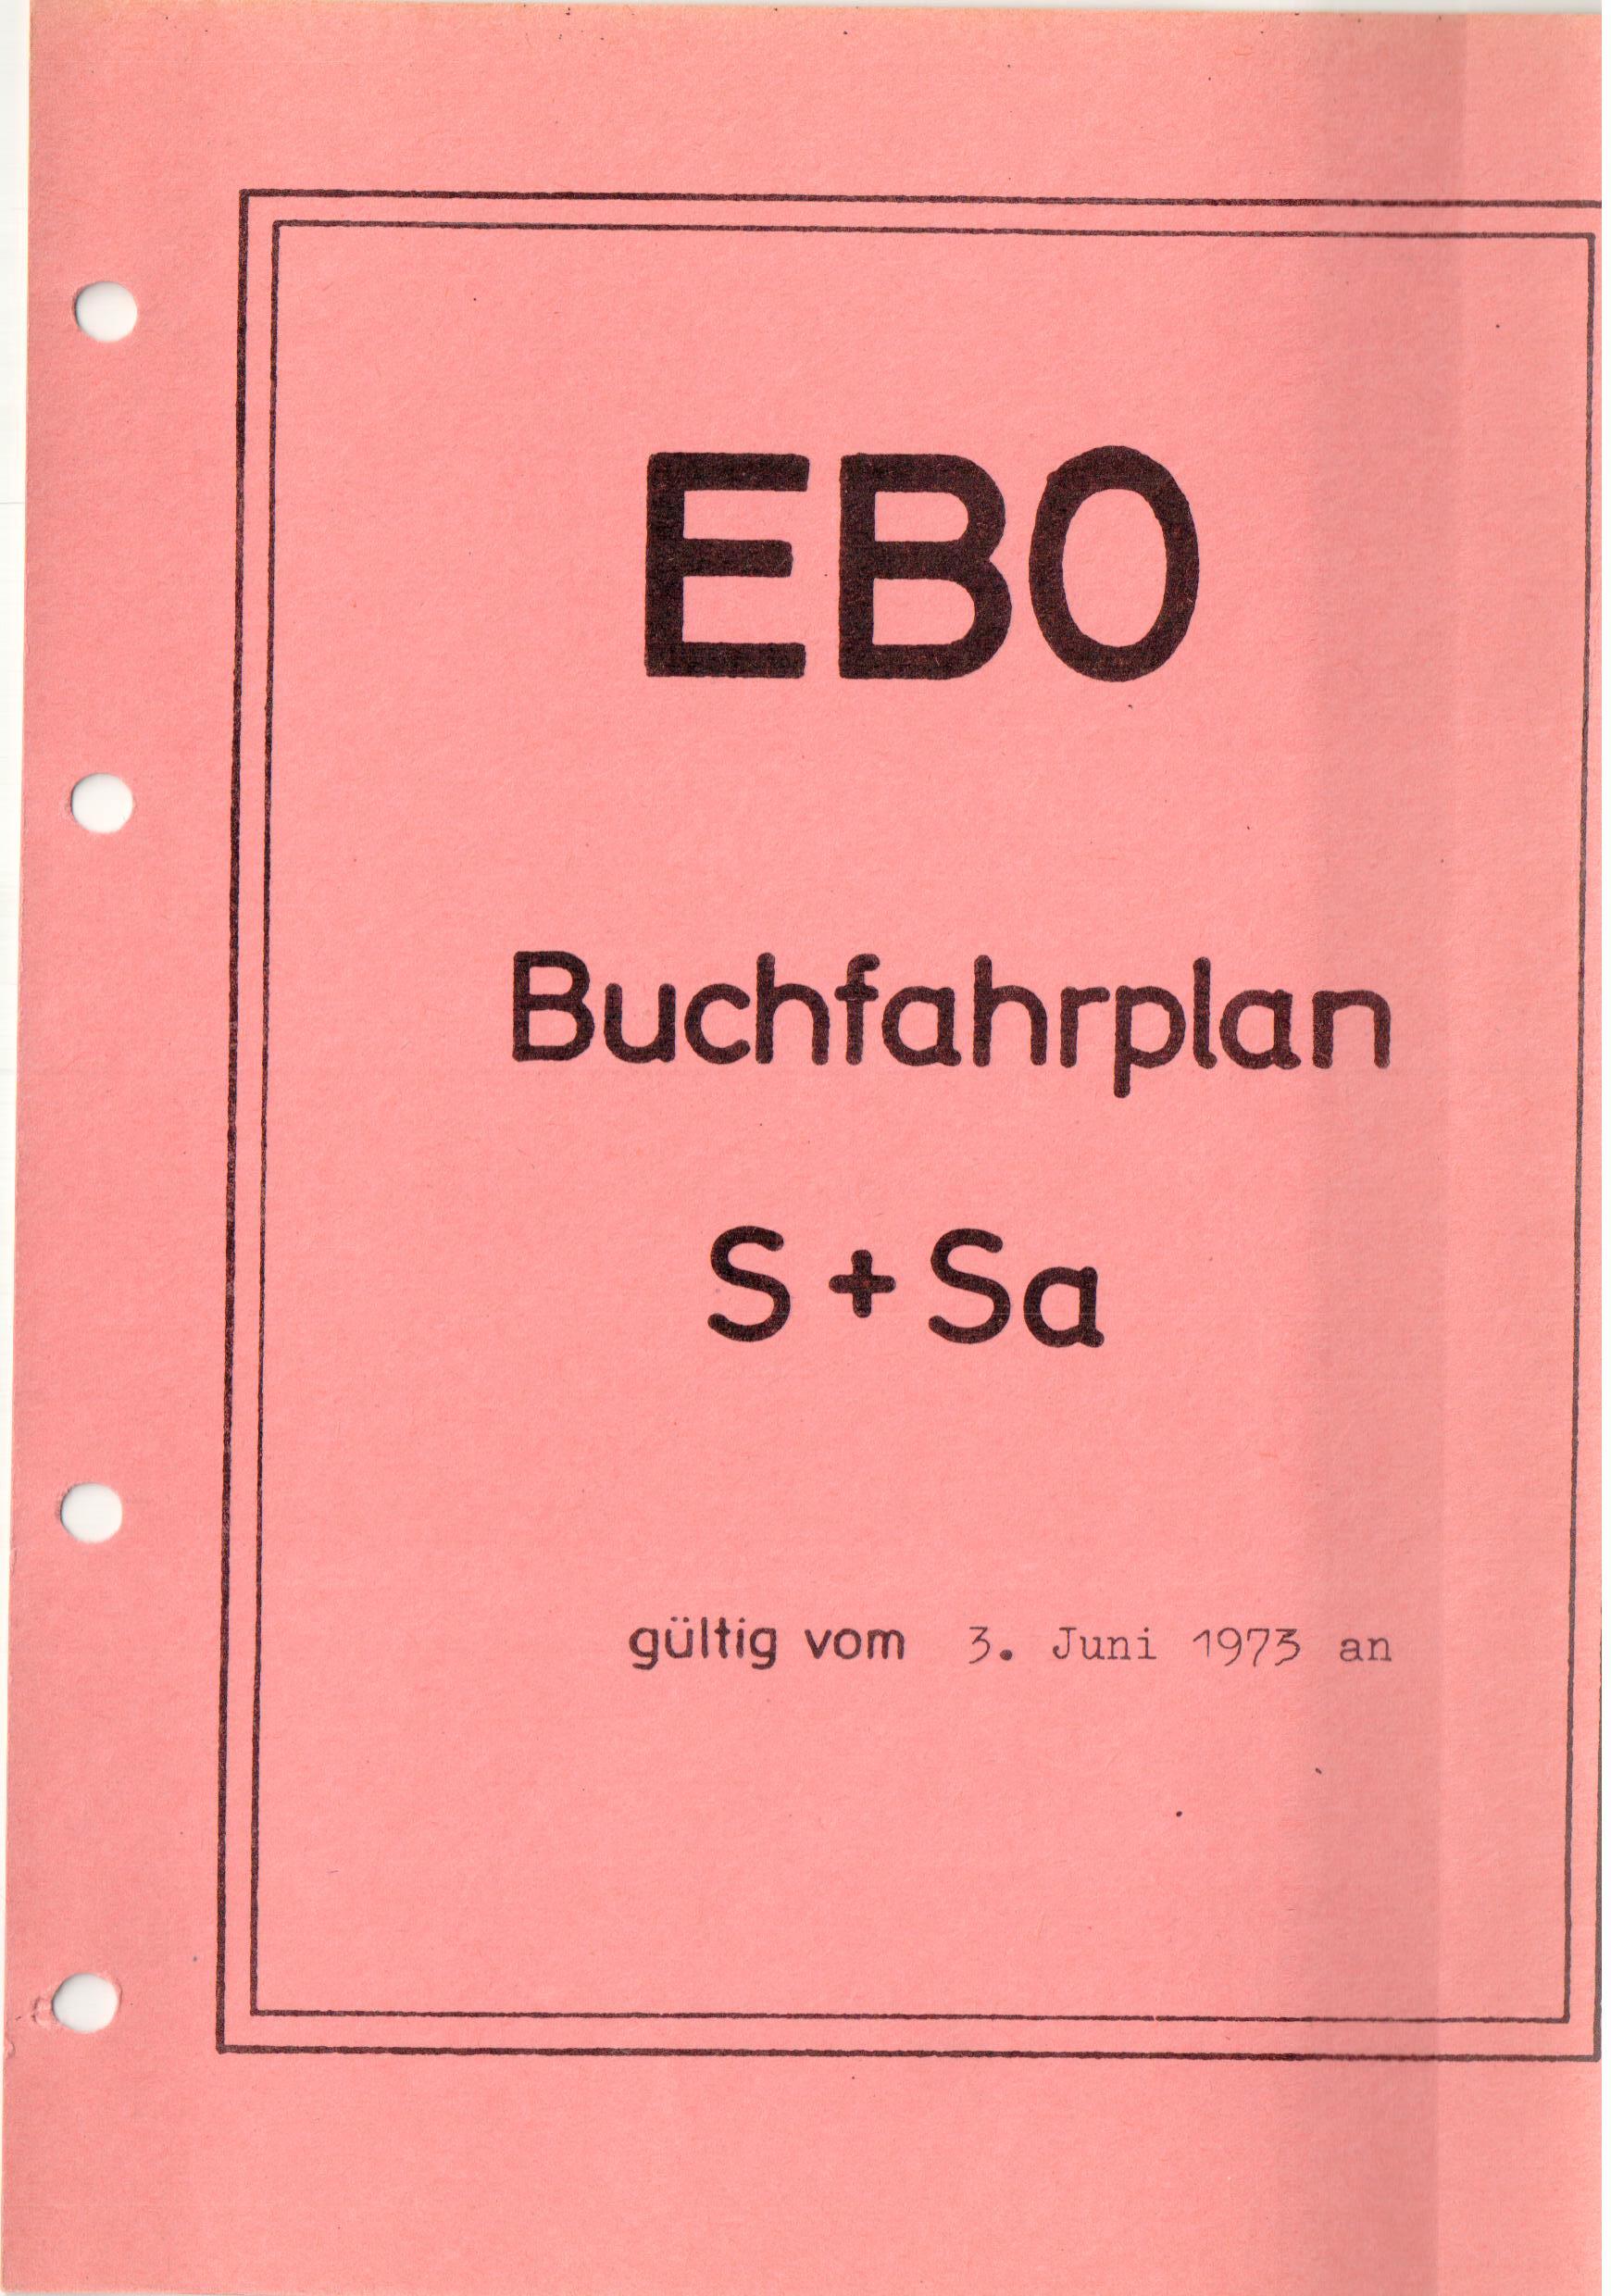 EBO
Buchfahrplan
S + Sa
gültig vom 3. Juni 1973 an